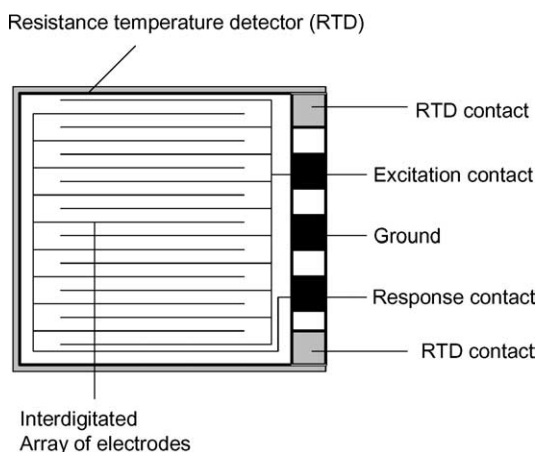 Resistance temperature detector (RTD)
RTD contact
Excitation contact
Ground
Response contact
RTD contact
Interdigitated
Array of electrodes